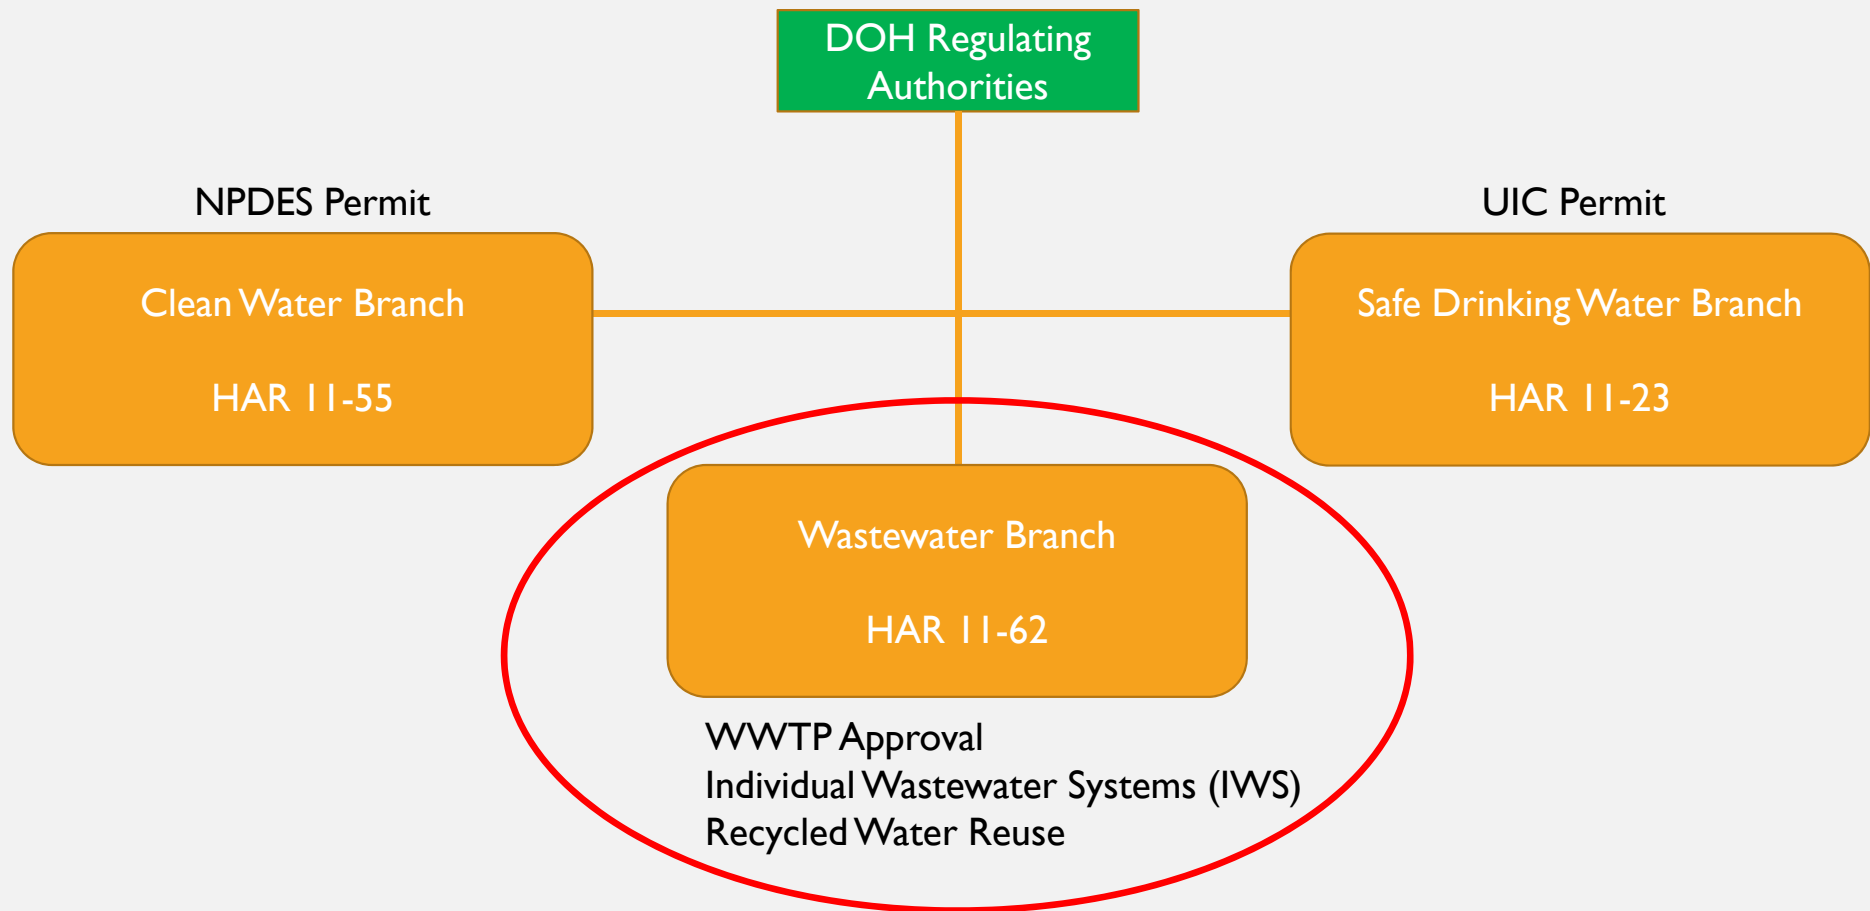 DOH Regulating
Authorities
NPDES Permit
Clean Water Branch
HAR 11-55
UIC Permit
Safe Drinking Water Branch
HAR 11-23
Wastewater Branch
HAR 11-62
WWTP Approval
Individual Wastewater Systems (IWS)
Recycled Water Reuse